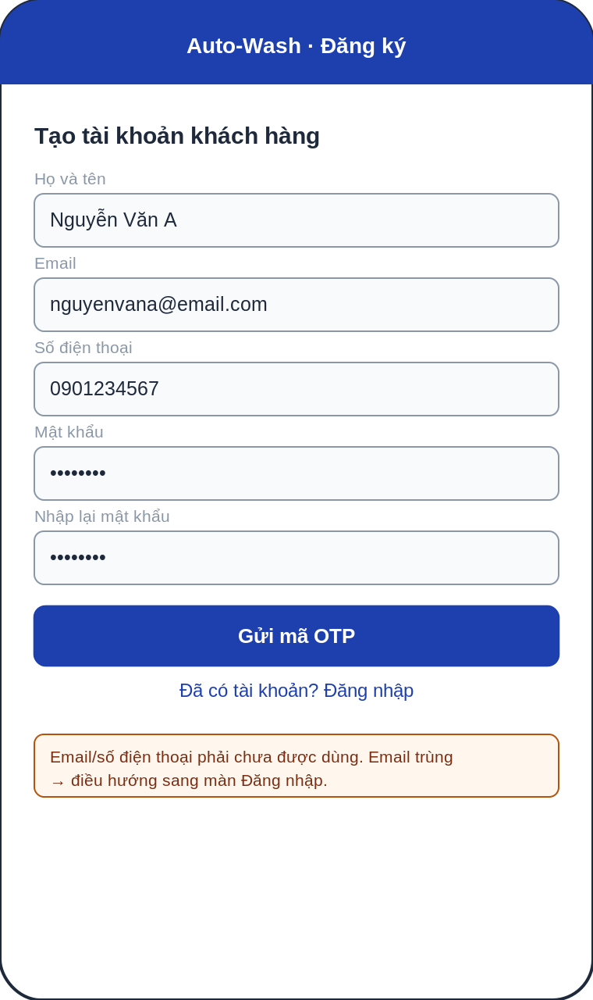 Auto-Wash · Đăng ký
Tạo tài khoản khách hàng
Họ và tên
Nguyễn Văn A
Email
nguyenvana@email.com
Số điện thoại
0901234567
Mật khẩu
••••••••
Nhập lại mật khẩu
••••••••
Gửi mã OTP
Đã có tài khoản? Đăng nhập
Email/số điện thoại phải chưa được dùng. Email trùng
→ điều hướng sang màn Đăng nhập.